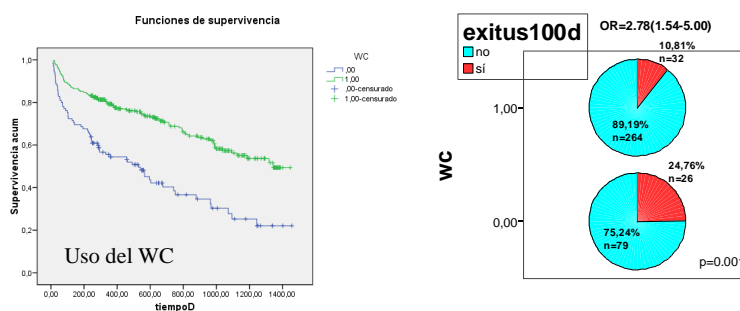 Funciones de supervivencia
WC
,00
1,00
,00-censurado
1,00-censurado
Supervivencia acum
1,0
0,8
0,6
0,4
0,2
0,0
Uso del WC
0,00 200,00 400,00 600,00 800,00 1000,00 1200,00 1400,00
tiempoD
exitus100d
no
sí
OR=2.78(1.54-5.00)
10,81%
n=32
1,00
89,19%
n=264
WC
24,76%
n=26
0,00
75,24%
n=79